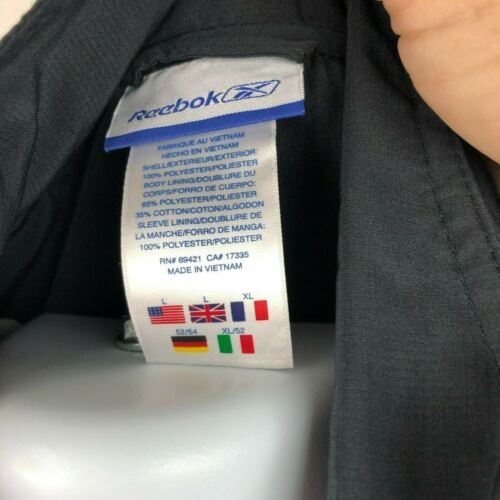 Reebok
FABRIQUE AU VIETNAM
HECHO EN VIETNAM
SHELL/EXTERIEUR/EXTERIOR:
100% POLYESTER/POLIESTER
BODY LINING/DOUBLURE DU
CORPS/FORRO DE CUERPO:
65% POLYESTER/POLIESTER
35% COTTON/COTON/ALGODON
SLEEVE LINING/DOUBLURE DE
LA MANCHE/FORRO DE MANGA:
100% POLYESTER/POLIESTER
RN# 69421 CA# 17335
MADE IN VIETNAM
L L XL
52/54 XL/52